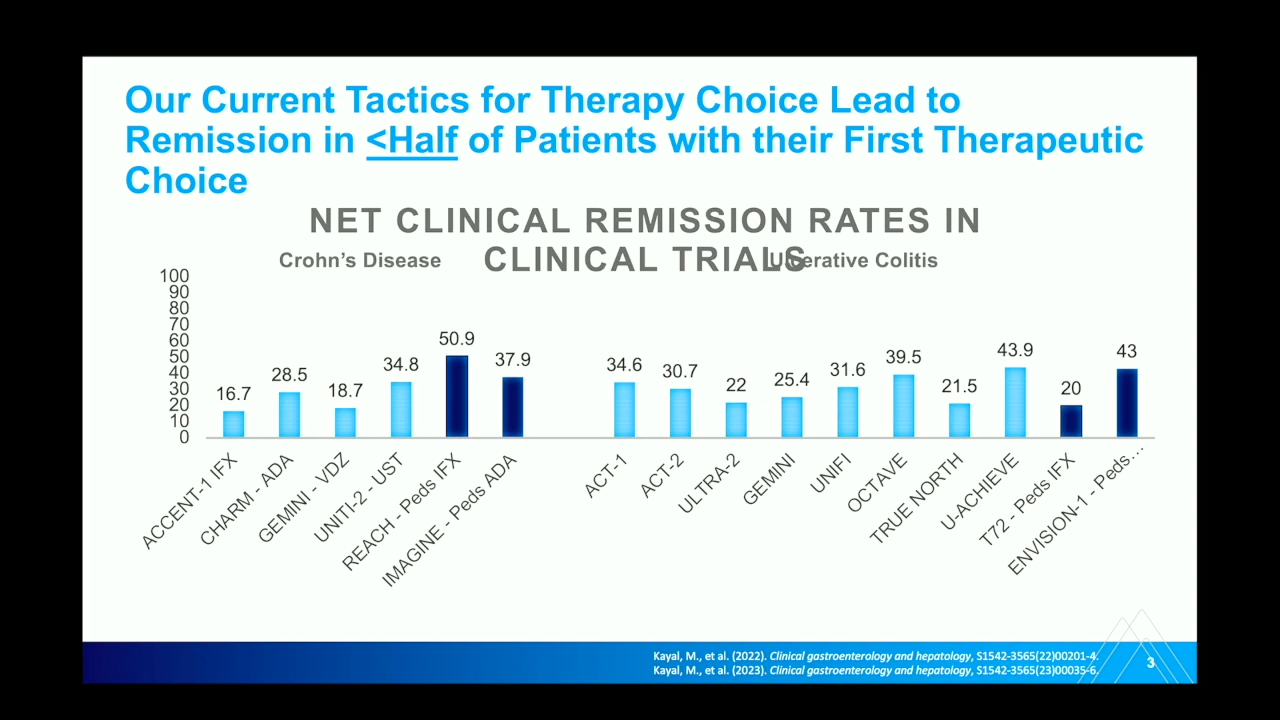 Our Current Tactics for Therapy Choice Lead to
Remission in <Half of Patients with their First Therapeutic
Choice
NET CLINICAL REMISSION RATES IN
CLINICAL TRIALS
Crohn's Disease
Ulcerative Colitis
100
90
80
70
60
50
40
30
20
10
0
16.7
28.5
18.7
34.8
50.9
37.9
34.6
30.7
22
25.4
31.6
39.5
21.5
43.9
20
43
ACCENT-1 IFX
CHARM - ADA
GEMINI - VDZ
UNITI-2 - UST
REACH - Peds IFX
IMAGINE - Peds ADA
ACT-1
ACT-2
ULTRA-2
GEMINI
UNIFI
OCTAVE
TRUE NORTH
U-ACHIEVE
T72 - Peds IFX
ENVISION-1 - Peds...
Kayal, M., et al. (2022). Clinical gastroenterology and hepatology, S1542-3565(22)00201-4.
Kayal, M., et al. (2023). Clinical gastroenterology and hepatology, S1542-3565(23)00035-6.
3